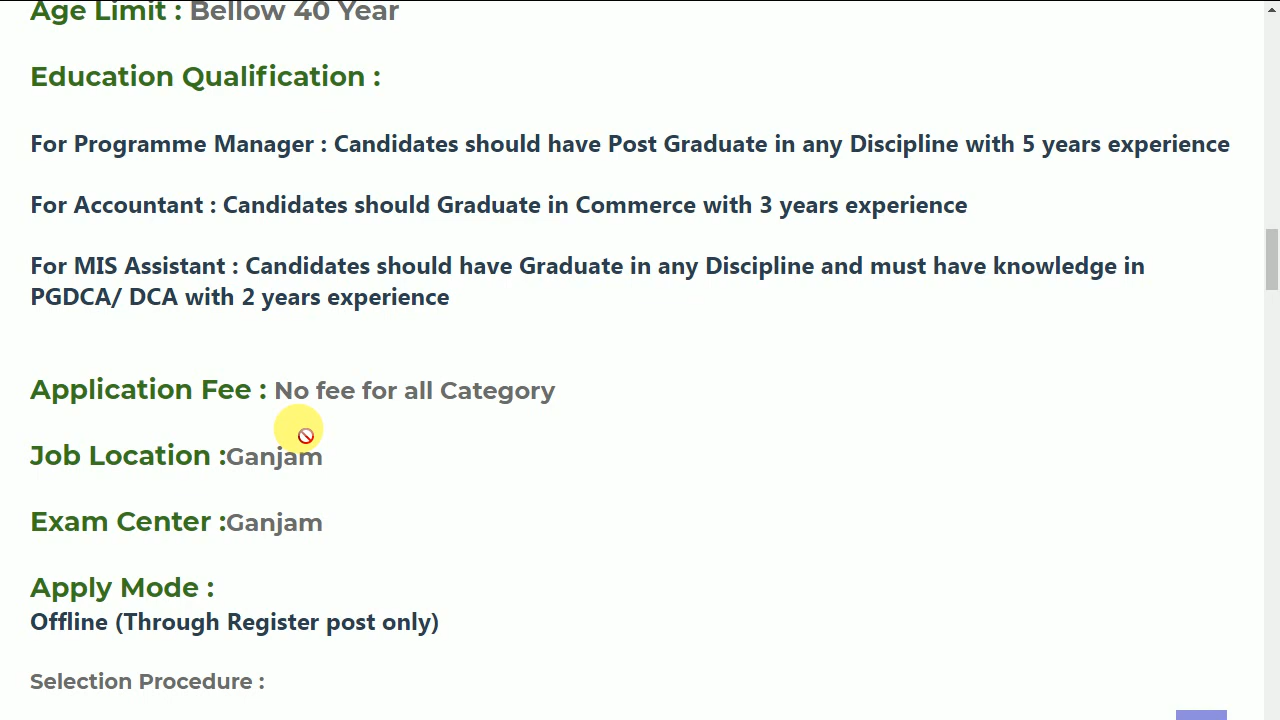 Age Limit : Bellow 40 Year
Education Qualification :
For Programme Manager : Candidates should have Post Graduate in any Discipline with 5 years experience
For Accountant : Candidates should Graduate in Commerce with 3 years experience
For MIS Assistant : Candidates should have Graduate in any Discipline and must have knowledge in
PGDCA/ DCA with 2 years experience
Application Fee : No fee for all Category
Job Location :Ganjam
Exam Center :Ganjam
Apply Mode :
Offline (Through Register post only)
Selection Procedure :